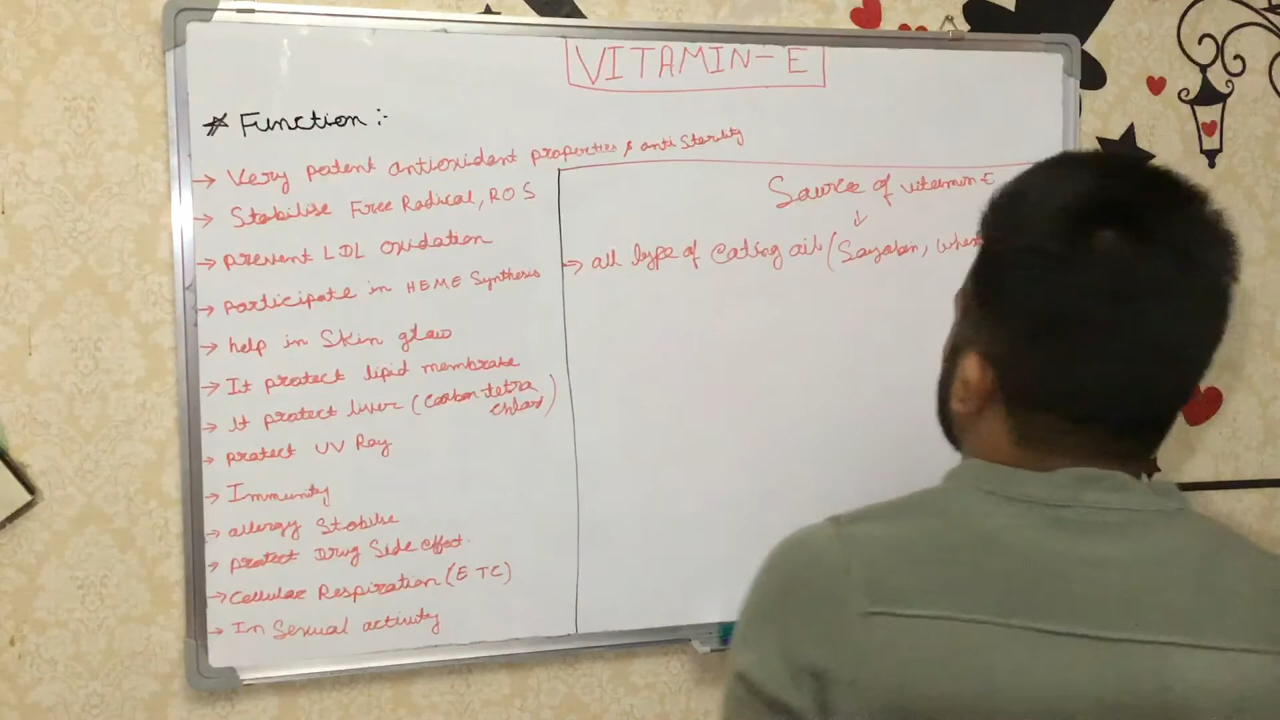 VITAMIN-E
# Function :-
→ Very potent antioxidant properties & anti Sterility
→ Stabilise Free Radical, ROS
→ prevent LDL oxidation
→ participate in HEME Synthesis
→ help in Skin glow
→ It protect lipid membrane
→ It protect liver (Carbon-tetra
chlor)
→ protect UV Ray
→ Immunity
→ allergy Stabilise
→ protect Drug Side effect.
→ Cellular Respiration (ETC)
→ In Sexual activity
Source of vitamin-E
↓
→ all type of eating oil (Soyabin,